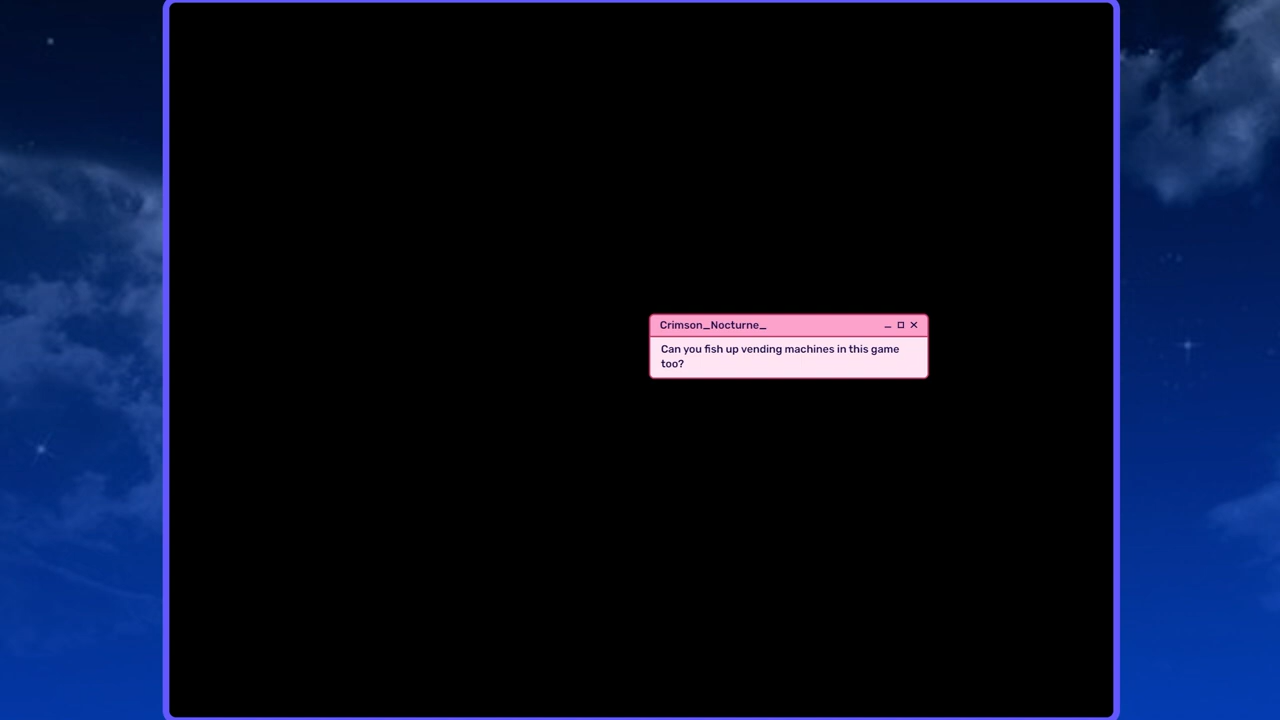 Crimson_Nocturne_
Can you fish up vending machines in this game
too?